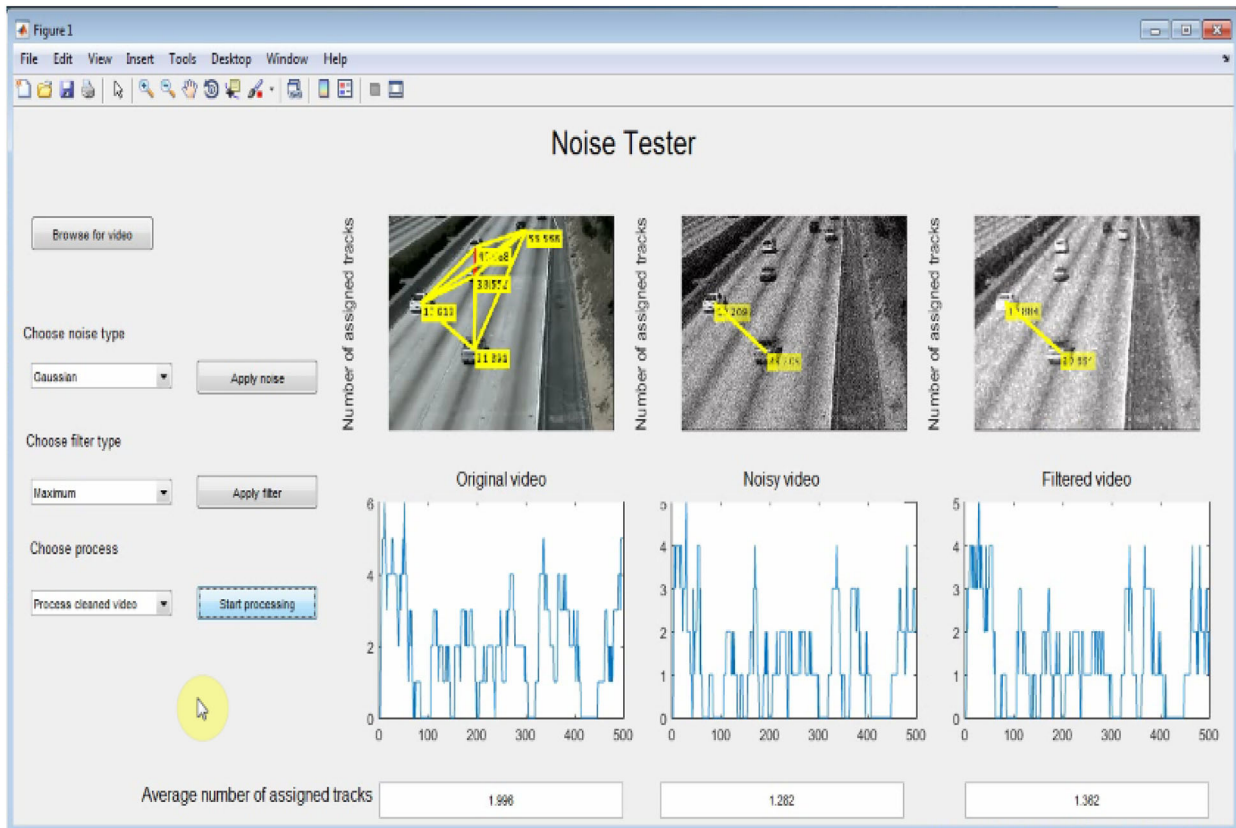 Figure 1
File Edit View Insert Tools Desktop Window Help
Noise Tester
Browse for video
Choose noise type
Gaussian
Apply noise
Choose filter type
Maximum
Apply filter
Choose process
Process cleaned video
Start processing
Number of assigned tracks
Number of assigned tracks
Number of assigned tracks
Original video
Noisy video
Filtered video
6
4
2
0
0 100 200 300 400 500
5
4
3
2
1
0
0 100 200 300 400 500
5
4
3
2
1
0
0 100 200 300 400 500
Average number of assigned tracks
1.996
1.282
1.362